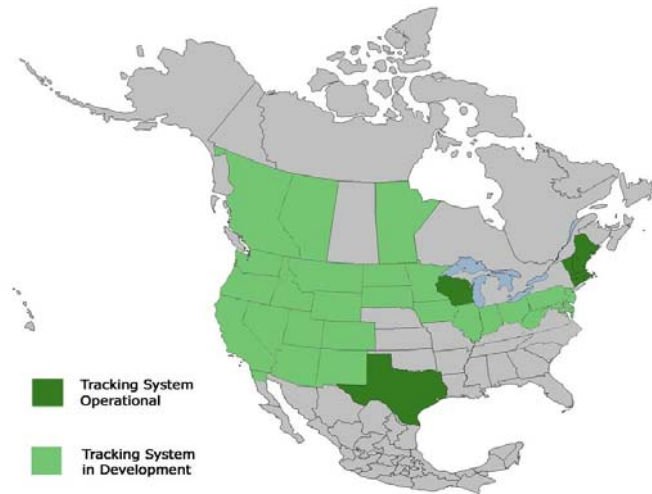 Tracking System
Operational
Tracking System
in Development